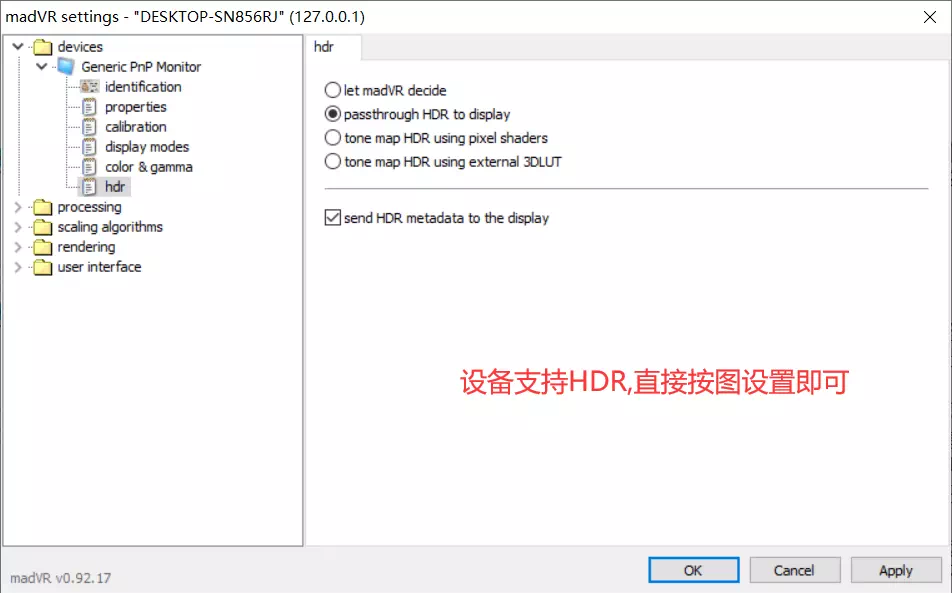 madVR settings - "DESKTOP-SN856RJ" (127.0.0.1)
devices
Generic PnP Monitor
identification
properties
calibration
display modes
color & gamma
hdr
processing
scaling algorithms
rendering
user interface
hdr
let madVR decide
passthrough HDR to display
tone map HDR using pixel shaders
tone map HDR using external 3DLUT
send HDR metadata to the display
设备支持HDR,直接按图设置即可
madVR v0.92.17
OK
Cancel
Apply